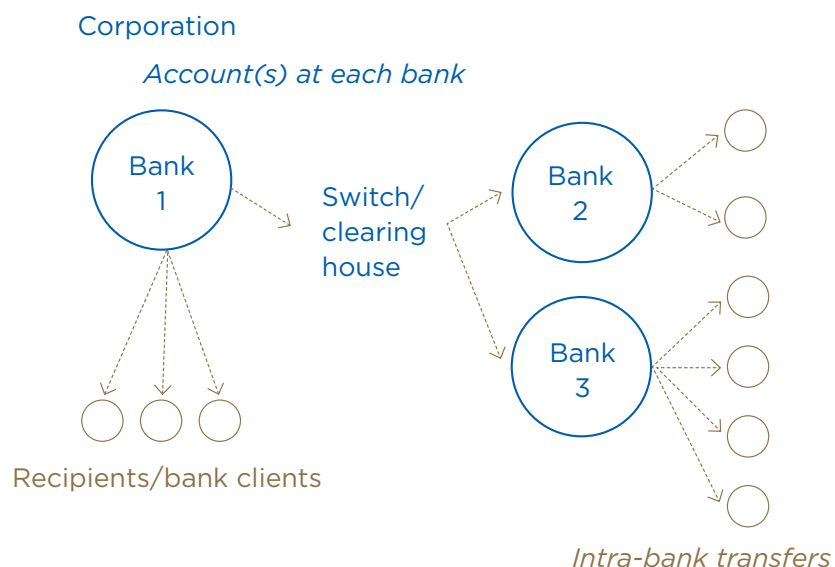 Corporation
Account(s) at each bank
Bank
1
Switch/
clearing
house
Bank
2
Bank
3
Recipients/bank clients
Intra-bank transfers